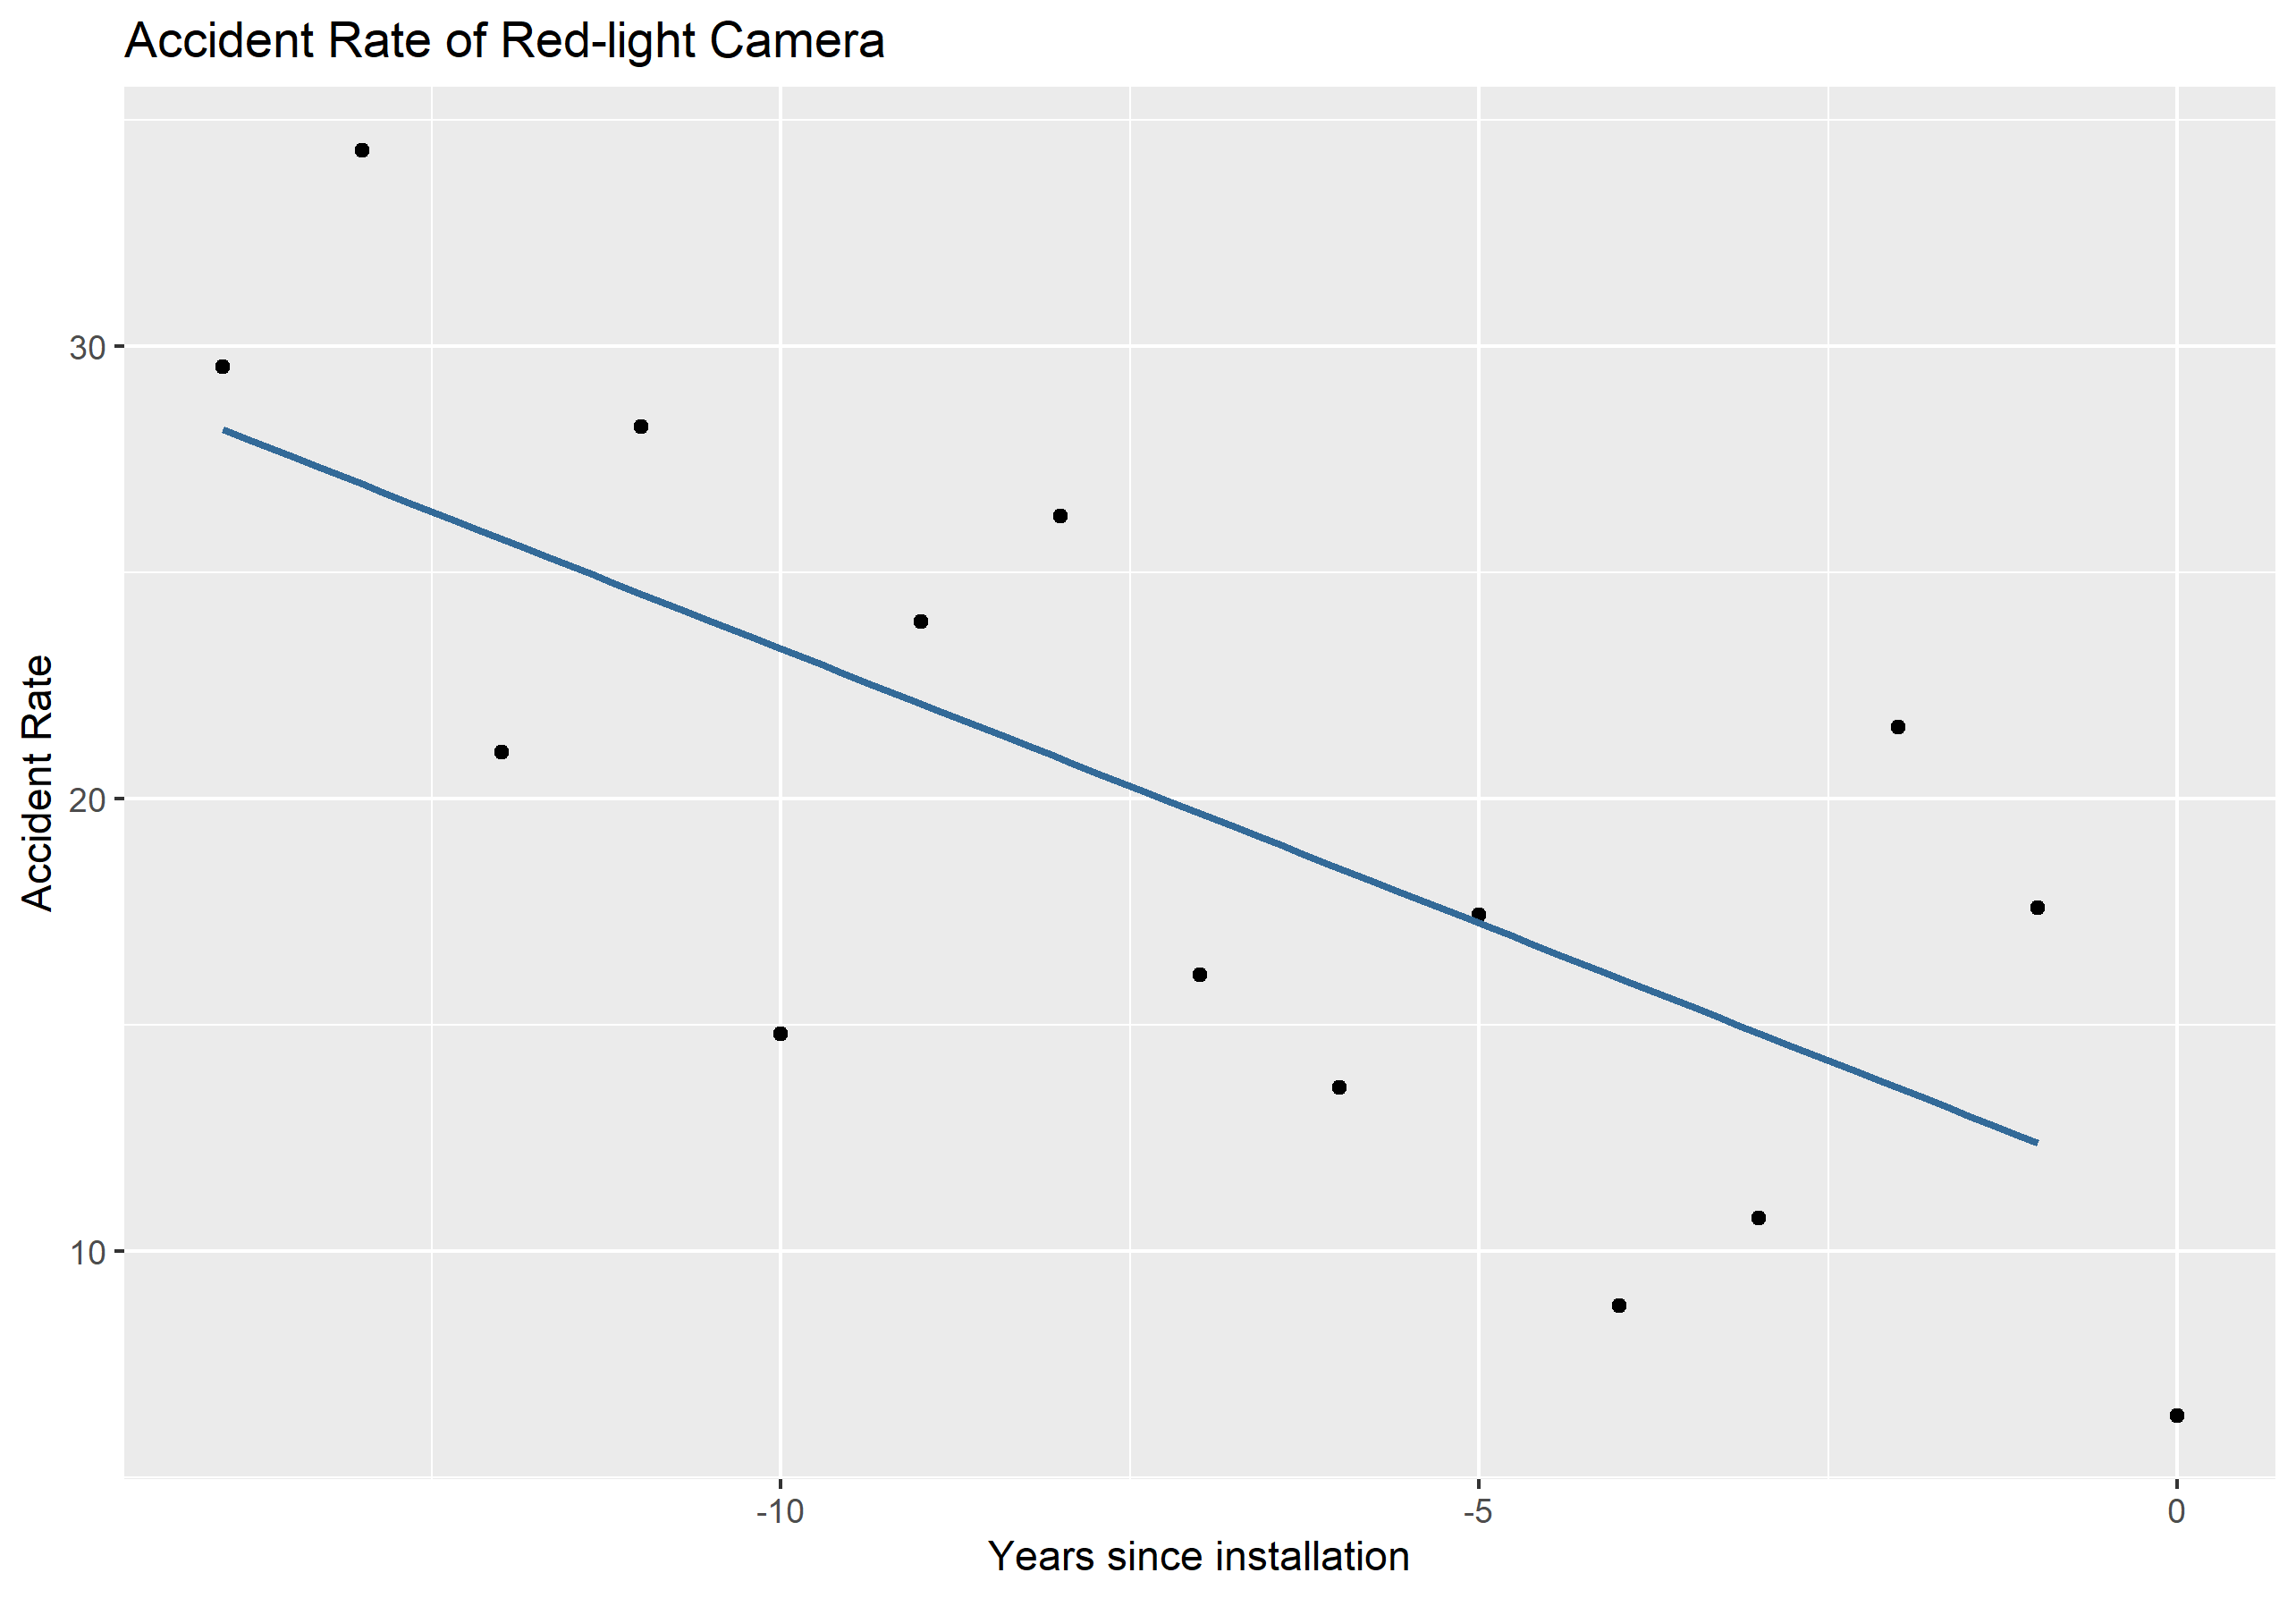 Accident Rate of Red-light Camera
Accident Rate
30
20
10
-10
-5
0
Years since installation